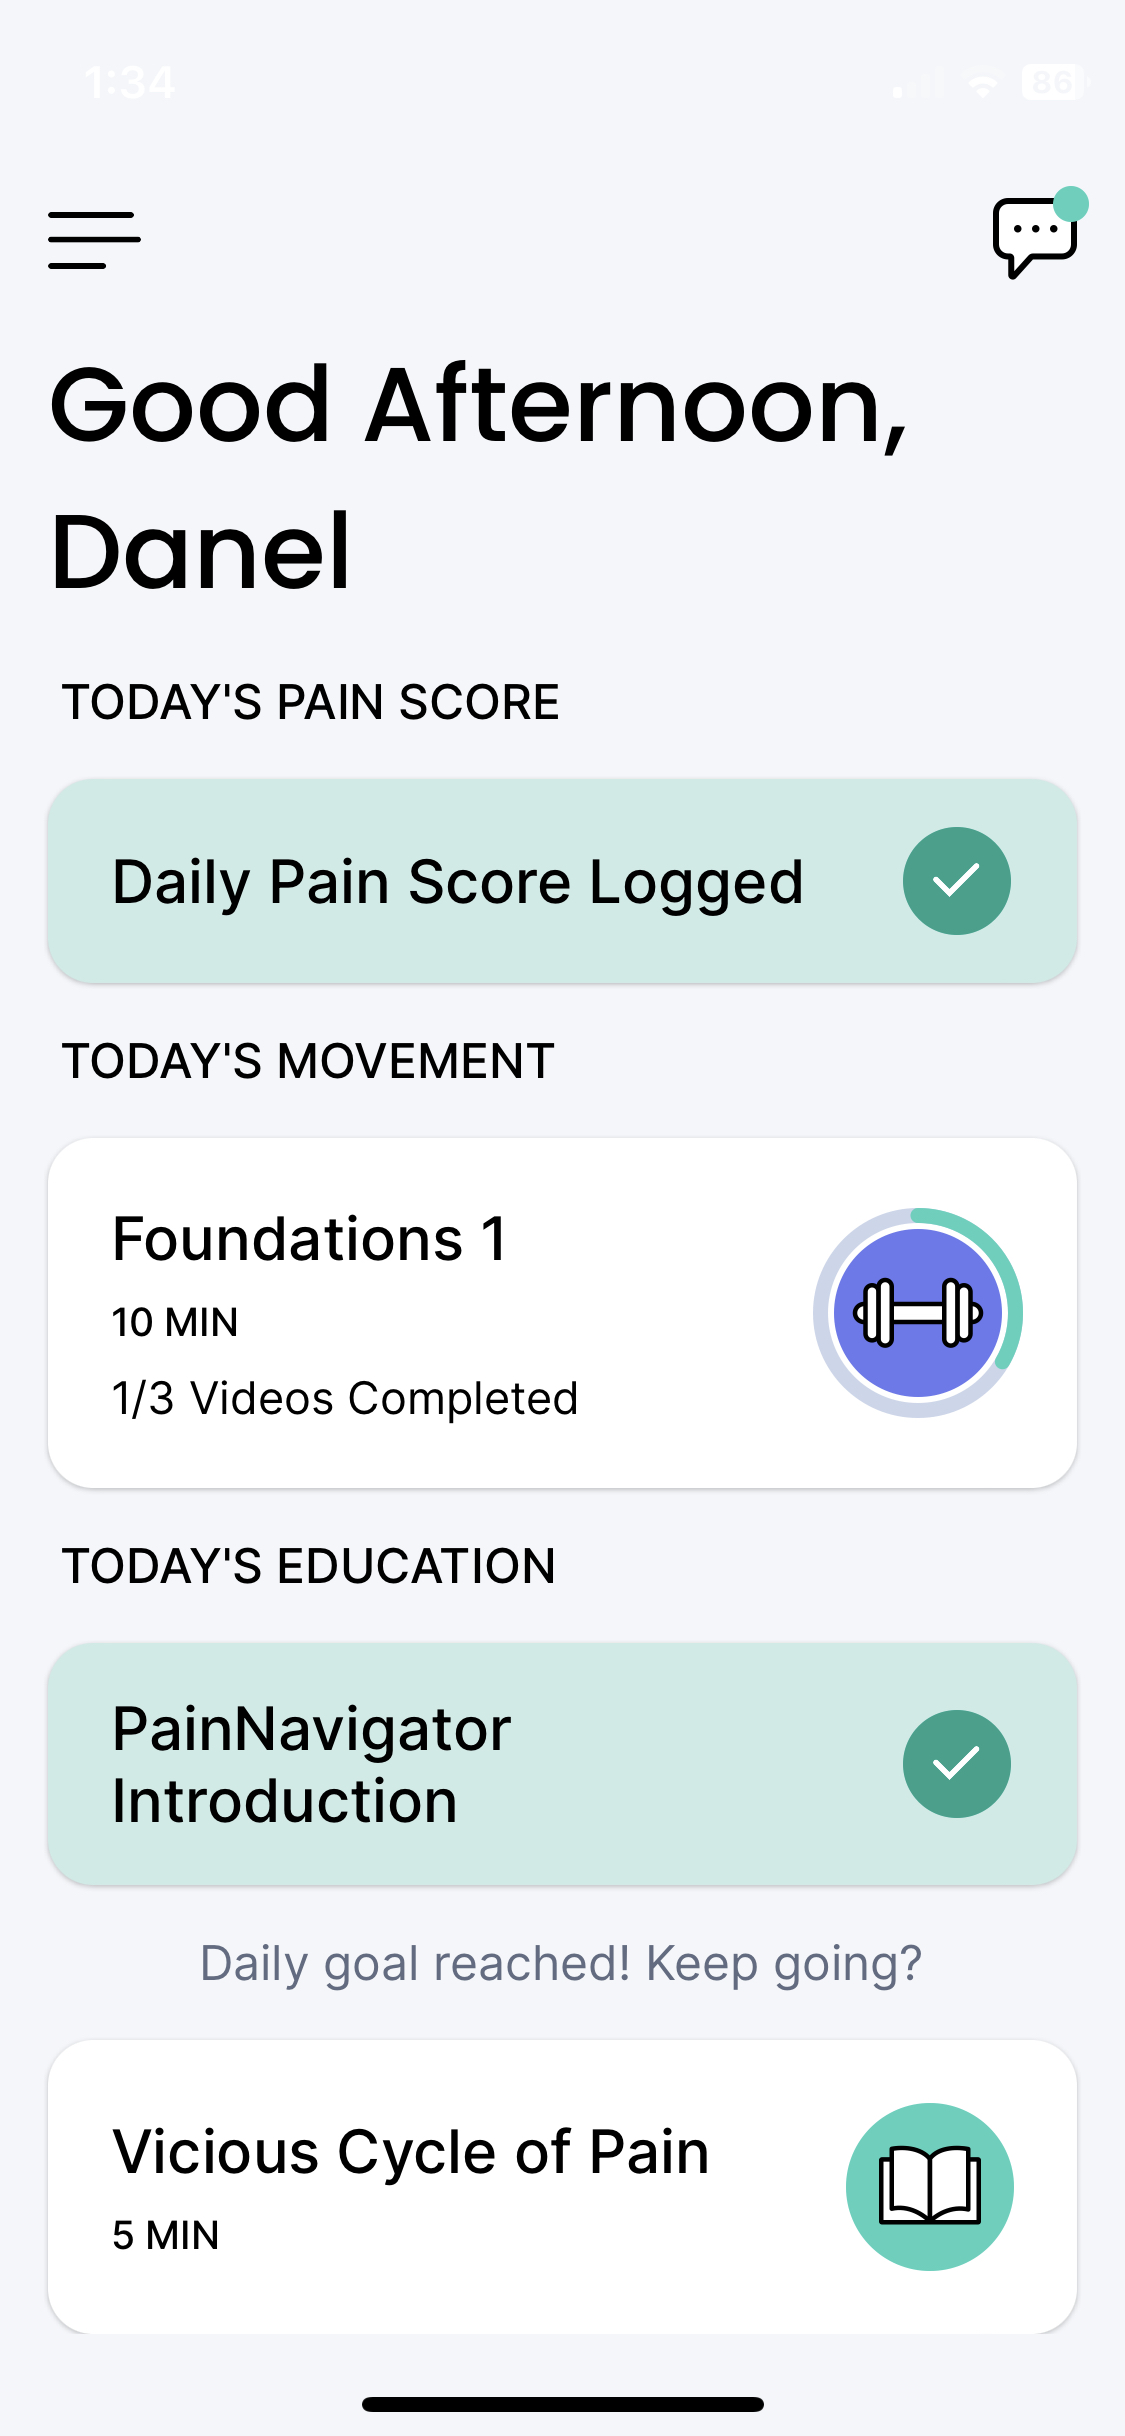 1:34
86
Good Afternoon,
Danel
TODAY'S PAIN SCORE
Daily Pain Score Logged
TODAY'S MOVEMENT
Foundations 1
10 MIN
1/3 Videos Completed
TODAY'S EDUCATION
PainNavigator
Introduction
Daily goal reached! Keep going?
Vicious Cycle of Pain
5 MIN